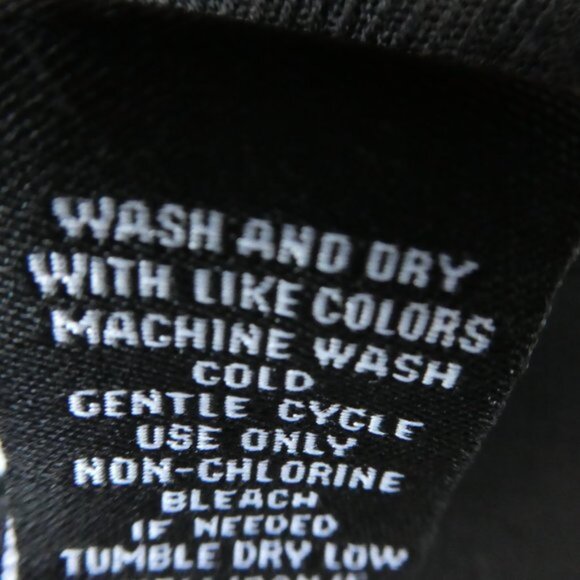 WASH AND DRY
WITH LIKE COLORS
MACHINE WASH
COLD
GENTLE CYCLE
USE ONLY
NON-CHLORINE
BLEACH
IF NEEDED
TUMBLE DRY LOW